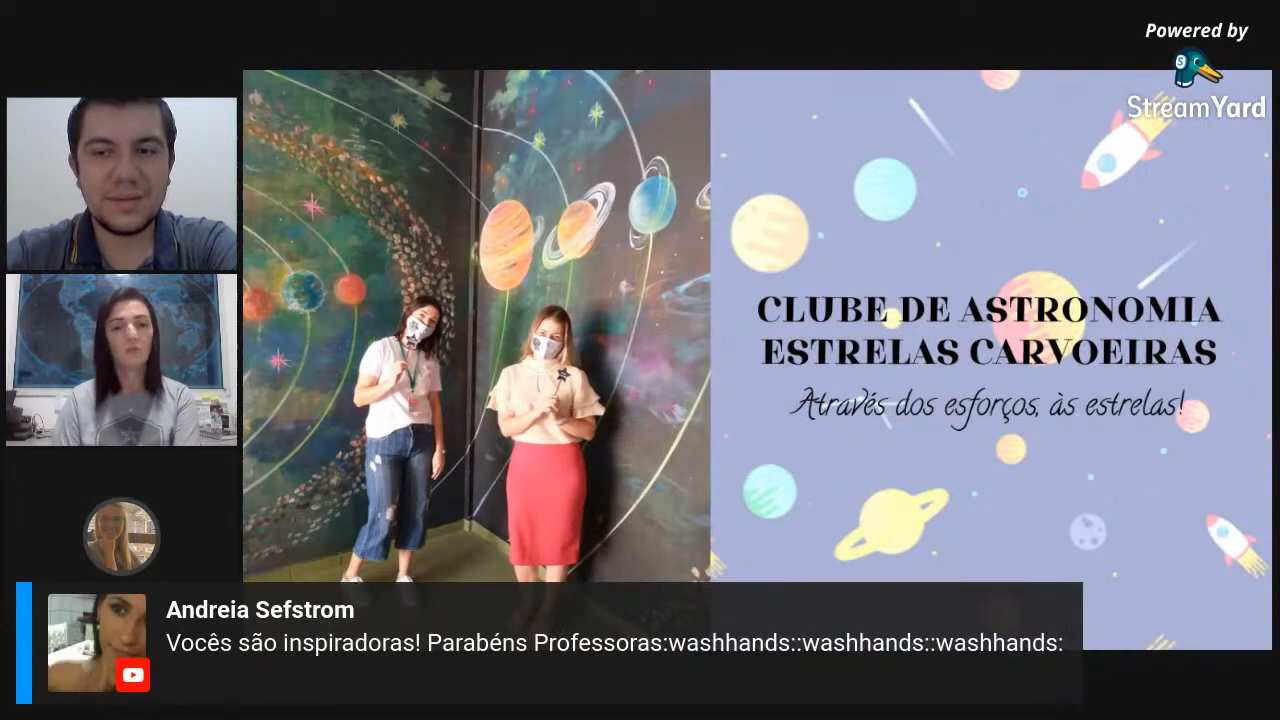 Powered by
StreamYard
CLUBE DE ASTRONOMIA
ESTRELAS CARVOEIRAS
Através dos esforços, às estrelas!
Andreia Sefstrom
Vocês são inspiradoras! Parabéns Professoras:washhands::washhands::washhands: